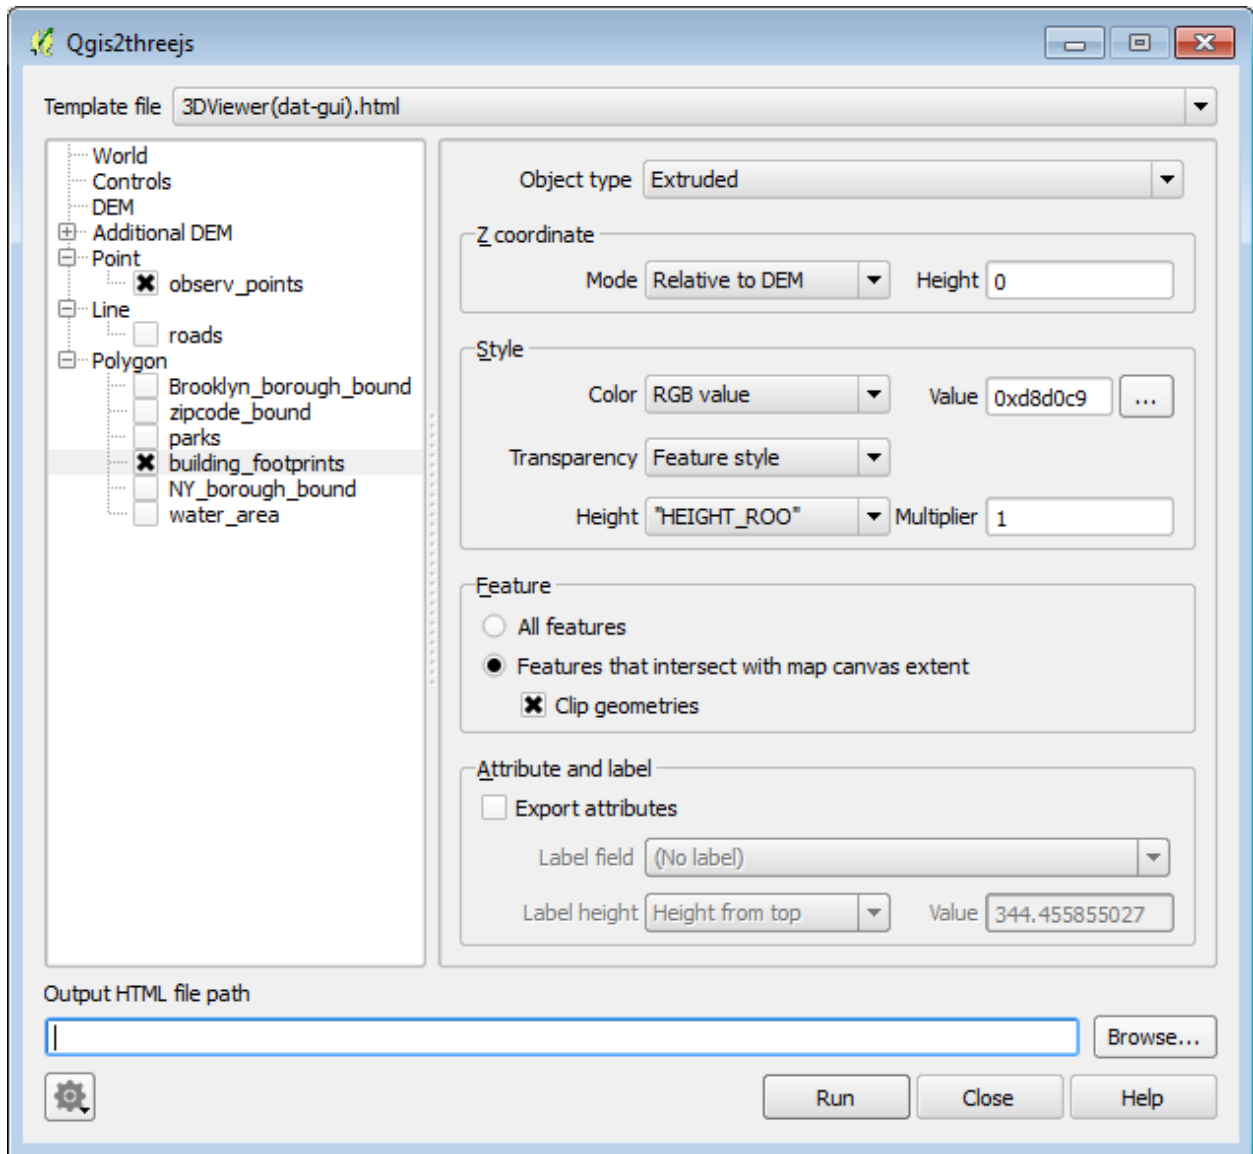 Qgis2threejs
Template file 3DViewer(dat-gui).html
World
Controls
DEM
Additional DEM
Point
observ_points
Line
roads
Polygon
Brooklyn_borough_bound
zipcode_bound
parks
building_footprints
NY_borough_bound
water_area
Object type Extruded
Z coordinate
Mode Relative to DEM Height 0
Style
Color RGB value Value 0xd8d0c9 ...
Transparency Feature style
Height "HEIGHT_ROO" Multiplier 1
Feature
All features
Features that intersect with map canvas extent
Clip geometries
Attribute and label
Export attributes
Label field (No label)
Label height Height from top Value 344.455855027
Output HTML file path
Browse...
Run Close Help